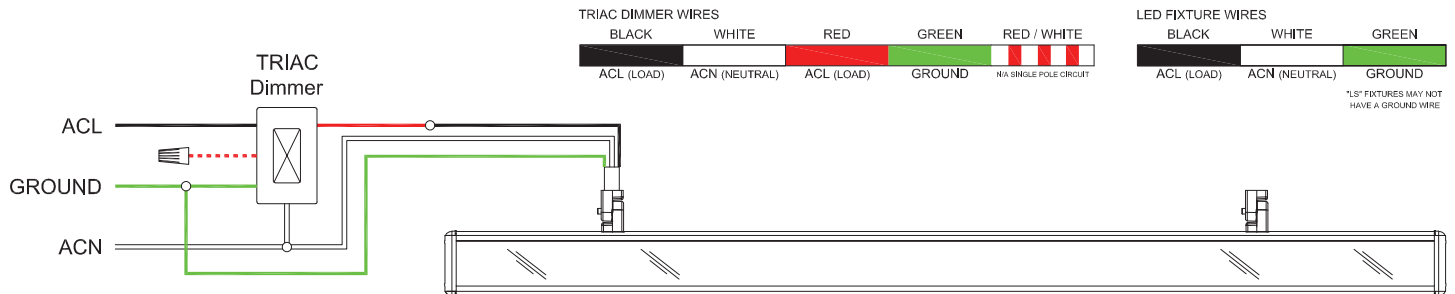 TRIAC DIMMER WIRES
BLACK WHITE RED GREEN RED / WHITE
ACL (LOAD) ACN (NEUTRAL) ACL (LOAD) GROUND N/A SINGLE POLE CIRCUIT
LED FIXTURE WIRES
BLACK WHITE GREEN
ACL (LOAD) ACN (NEUTRAL) GROUND
"LS" FIXTURES MAY NOT
HAVE A GROUND WIRE
TRIAC
Dimmer
ACL
GROUND
ACN